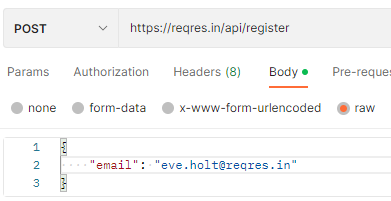 POST https://reqres.in/api/register
Params Authorization Headers (8) Body Pre-reque
none form-data x-www-form-urlencoded raw
1 {
2 "email": "eve.holt@reqres.in"
3 }